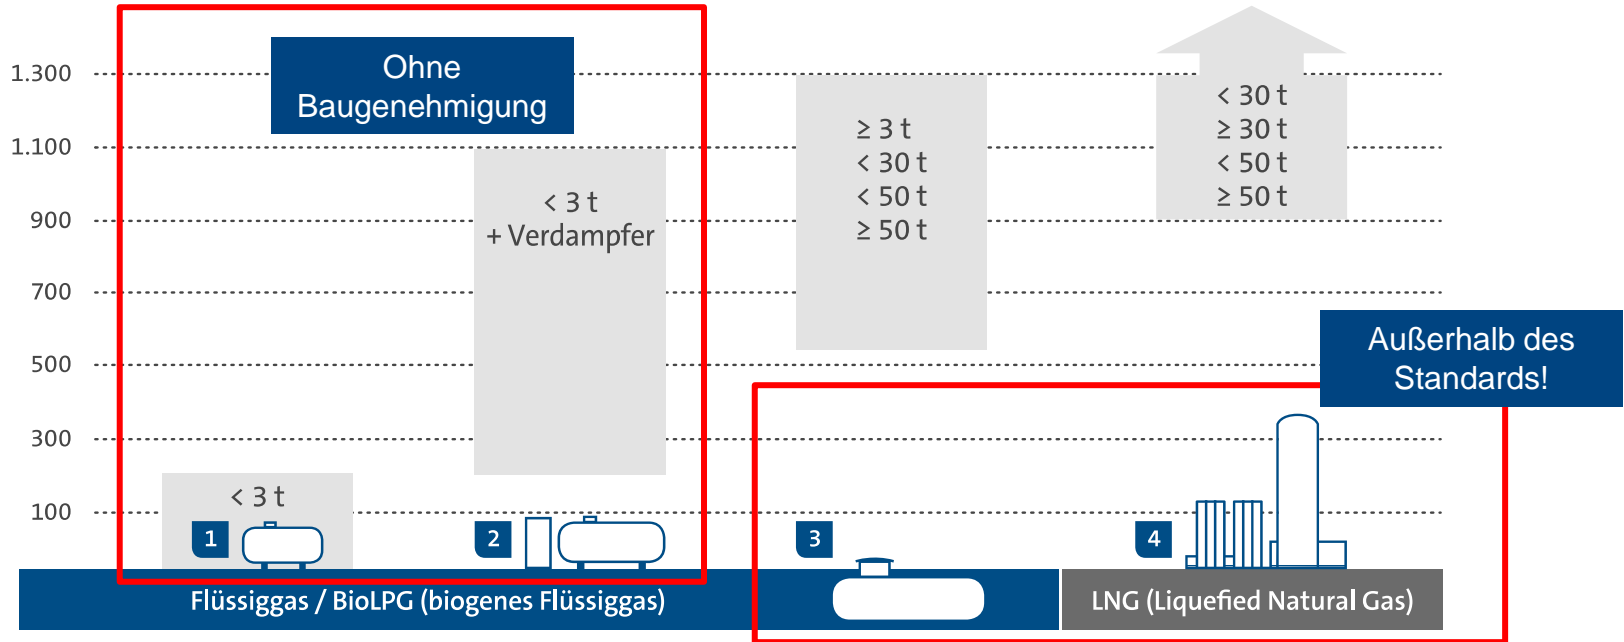 Ohne
Baugenehmigung
1.300
1.100
900
700
500
300
100
< 3 t
< 3 t
+ Verdampfer
≥ 3 t
< 30 t
< 50 t
≥ 50 t
< 30 t
≥ 30 t
< 50 t
≥ 50 t
Außerhalb des
Standards!
1
2
3
4
Flüssiggas / BioLPG (biogenes Flüssiggas)
LNG (Liquefied Natural Gas)